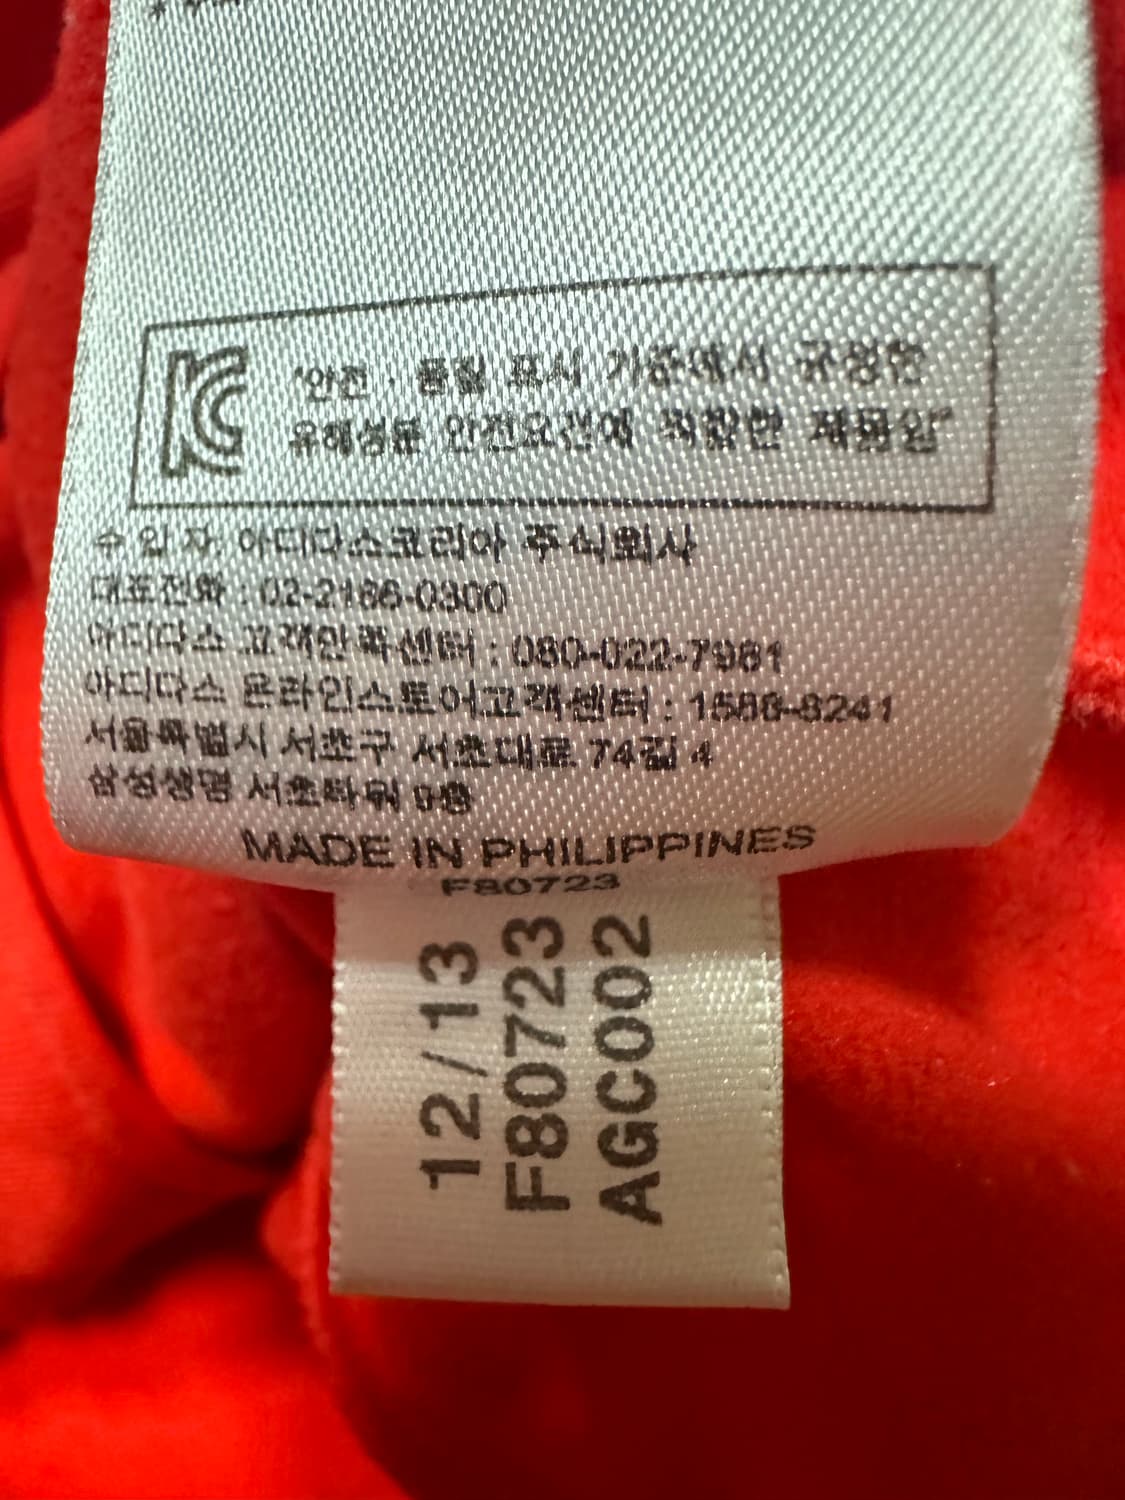 KC
"안전·품질 표시 기준에서 규정한
유해성분 안전요건에 적합한 제품임"
수 입 자: 아디다스코리아 주식회사
대표전화 : 02-2186-0300
아디다스 고객만족센터 : 080-022-7981
아디다스 온라인스토어고객센터 : 1588-8241
서울특별시 서초구 서초대로 74길 4
삼성생명 서초타워 9층
MADE IN PHILIPPINES
F80723
12/13
F80723
AGC002